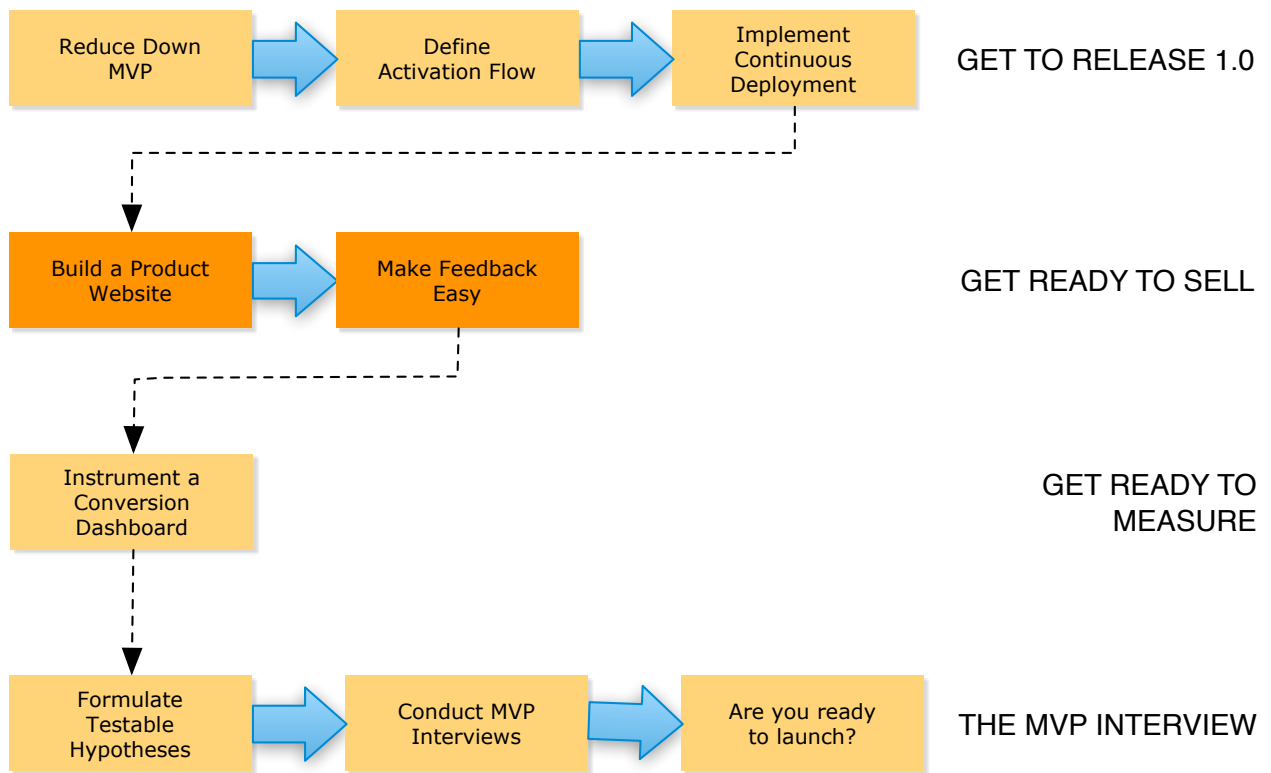 Reduce Down
MVP
Define
Activation Flow
Implement
Continuous
Deployment
GET TO RELEASE 1.0
Build a Product
Website
Make Feedback
Easy
GET READY TO SELL
Instrument a
Conversion
Dashboard
GET READY TO
MEASURE
Formulate
Testable
Hypotheses
Conduct MVP
Interviews
Are you ready
to launch?
THE MVP INTERVIEW